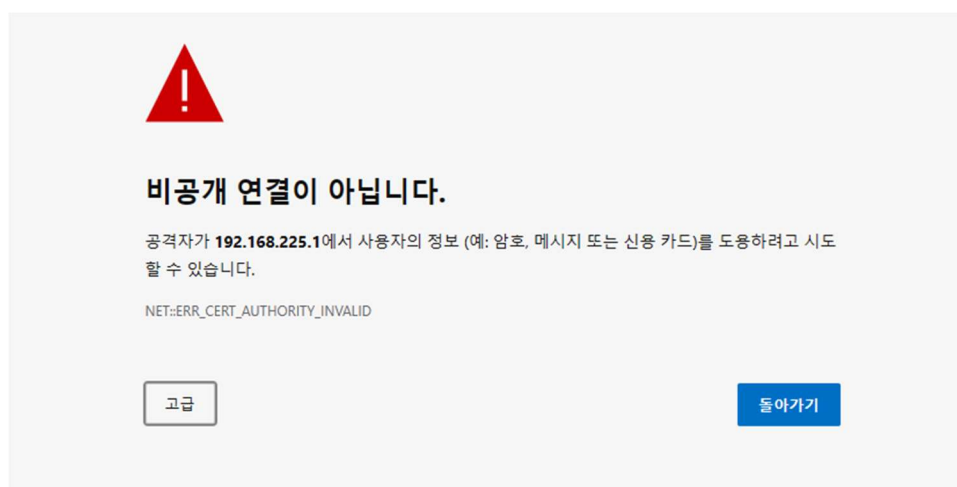 비공개 연결이 아닙니다.
공격자가 192.168.225.1에서 사용자의 정보 (예: 암호, 메시지 또는 신용 카드)를 도용하려고 시도
할 수 있습니다.
NET::ERR_CERT_AUTHORITY_INVALID
고급
돌아가기